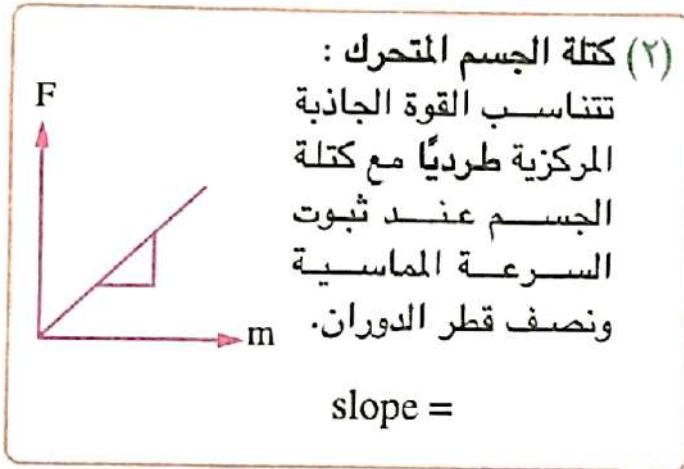 (٢) كتلة الجسم المتحرك :
تتناسب القوة الجاذبة
المركزية طرديًا مع كتلة
الجسم عند ثبوت
السرعة المماسية
ونصف قطر الدوران.
slope =
F
m